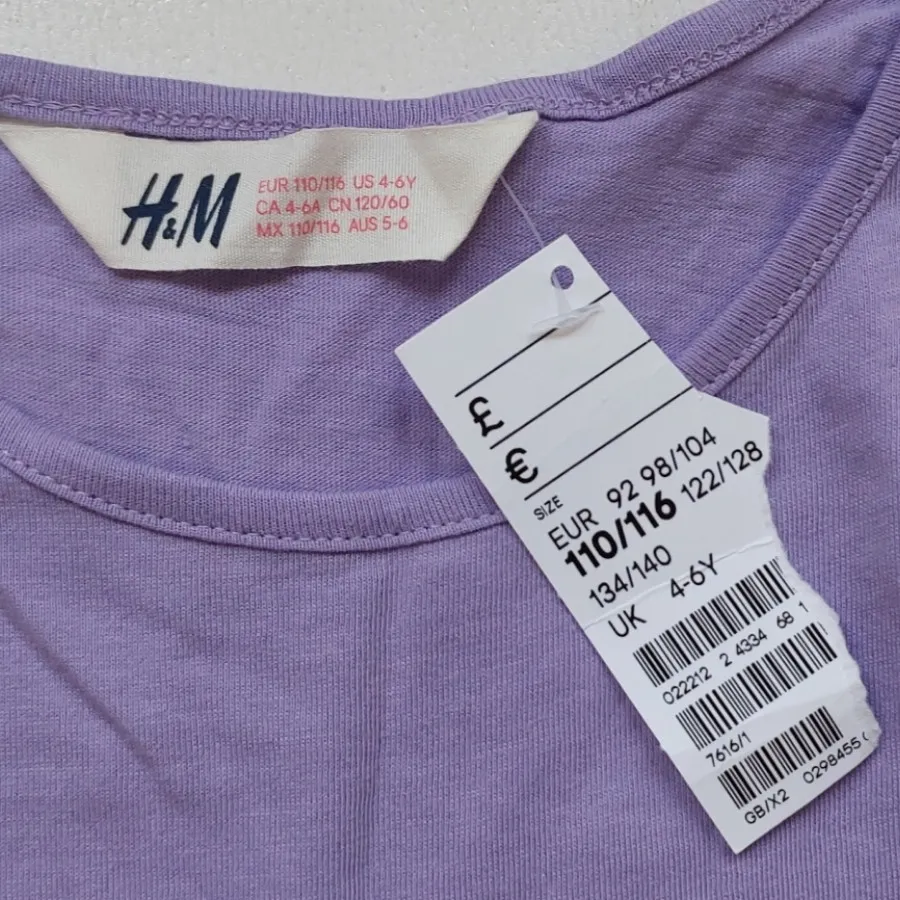 H&M
EUR 110/116 US 4-6Y
CA 4-6A CN 120/60
MX 110/116 AUS 5-6
£
€
SIZE
EUR 92 98/104
110/116 122/128
134/140
UK 4-6Y
022212 2 4334 68 1
7616/1
GB/X2 0298455